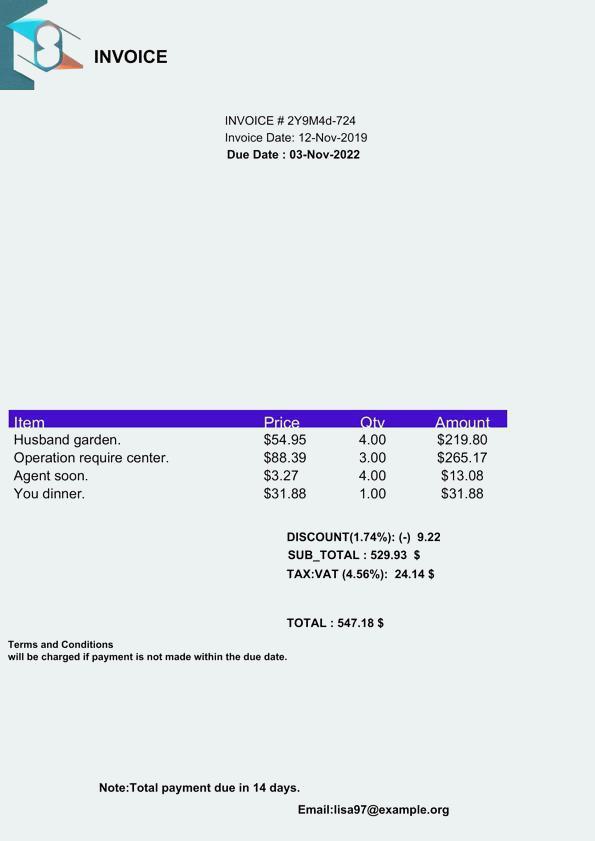 INVOICE
INVOICE # 2Y9M4d-724
Invoice Date: 12-Nov-2019
Due Date : 03-Nov-2022
Item Price Qty Amount
Husband garden. $54.95 4.00 $219.80
Operation require center. $88.39 3.00 $265.17
Agent soon. $3.27 4.00 $13.08
You dinner. $31.88 1.00 $31.88
DISCOUNT(1.74%): (-) 9.22
SUB_TOTAL : 529.93 $
TAX:VAT (4.56%): 24.14 $
TOTAL : 547.18 $
Terms and Conditions
will be charged if payment is not made within the due date.
Note:Total payment due in 14 days.
Email:lisa97@example.org